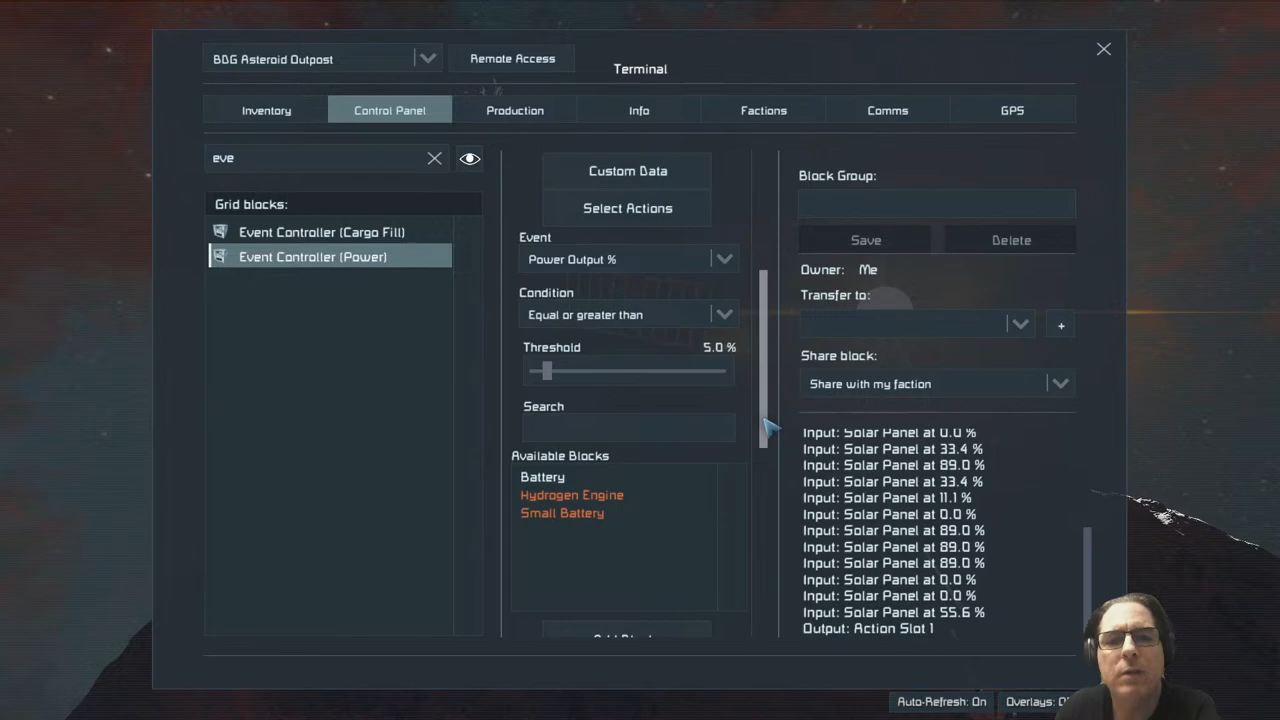 BDG Asteroid Outpost
Remote Access
Terminal
Inventory
Control Panel
Production
Info
Factions
Comms
GPS
eve
Grid blocks:
Event Controller (Cargo Fill)
Event Controller (Power)
Custom Data
Select Actions
Event
Power Output %
Condition
Equal or greater than
Threshold 5.0 %
Search
Available Blocks
Battery
Hydrogen Engine
Small Battery
Block Group:
Save
Delete
Owner: Me
Transfer to:
+
Share block:
Share with my faction
Input: Solar Panel at 0.0 %
Input: Solar Panel at 33.4 %
Input: Solar Panel at 89.0 %
Input: Solar Panel at 33.4 %
Input: Solar Panel at 11.1 %
Input: Solar Panel at 0.0 %
Input: Solar Panel at 89.0 %
Input: Solar Panel at 89.0 %
Input: Solar Panel at 89.0 %
Input: Solar Panel at 0.0 %
Input: Solar Panel at 0.0 %
Input: Solar Panel at 55.6 %
Output: Action Slot 1
Auto-Refresh: On
Overlays: